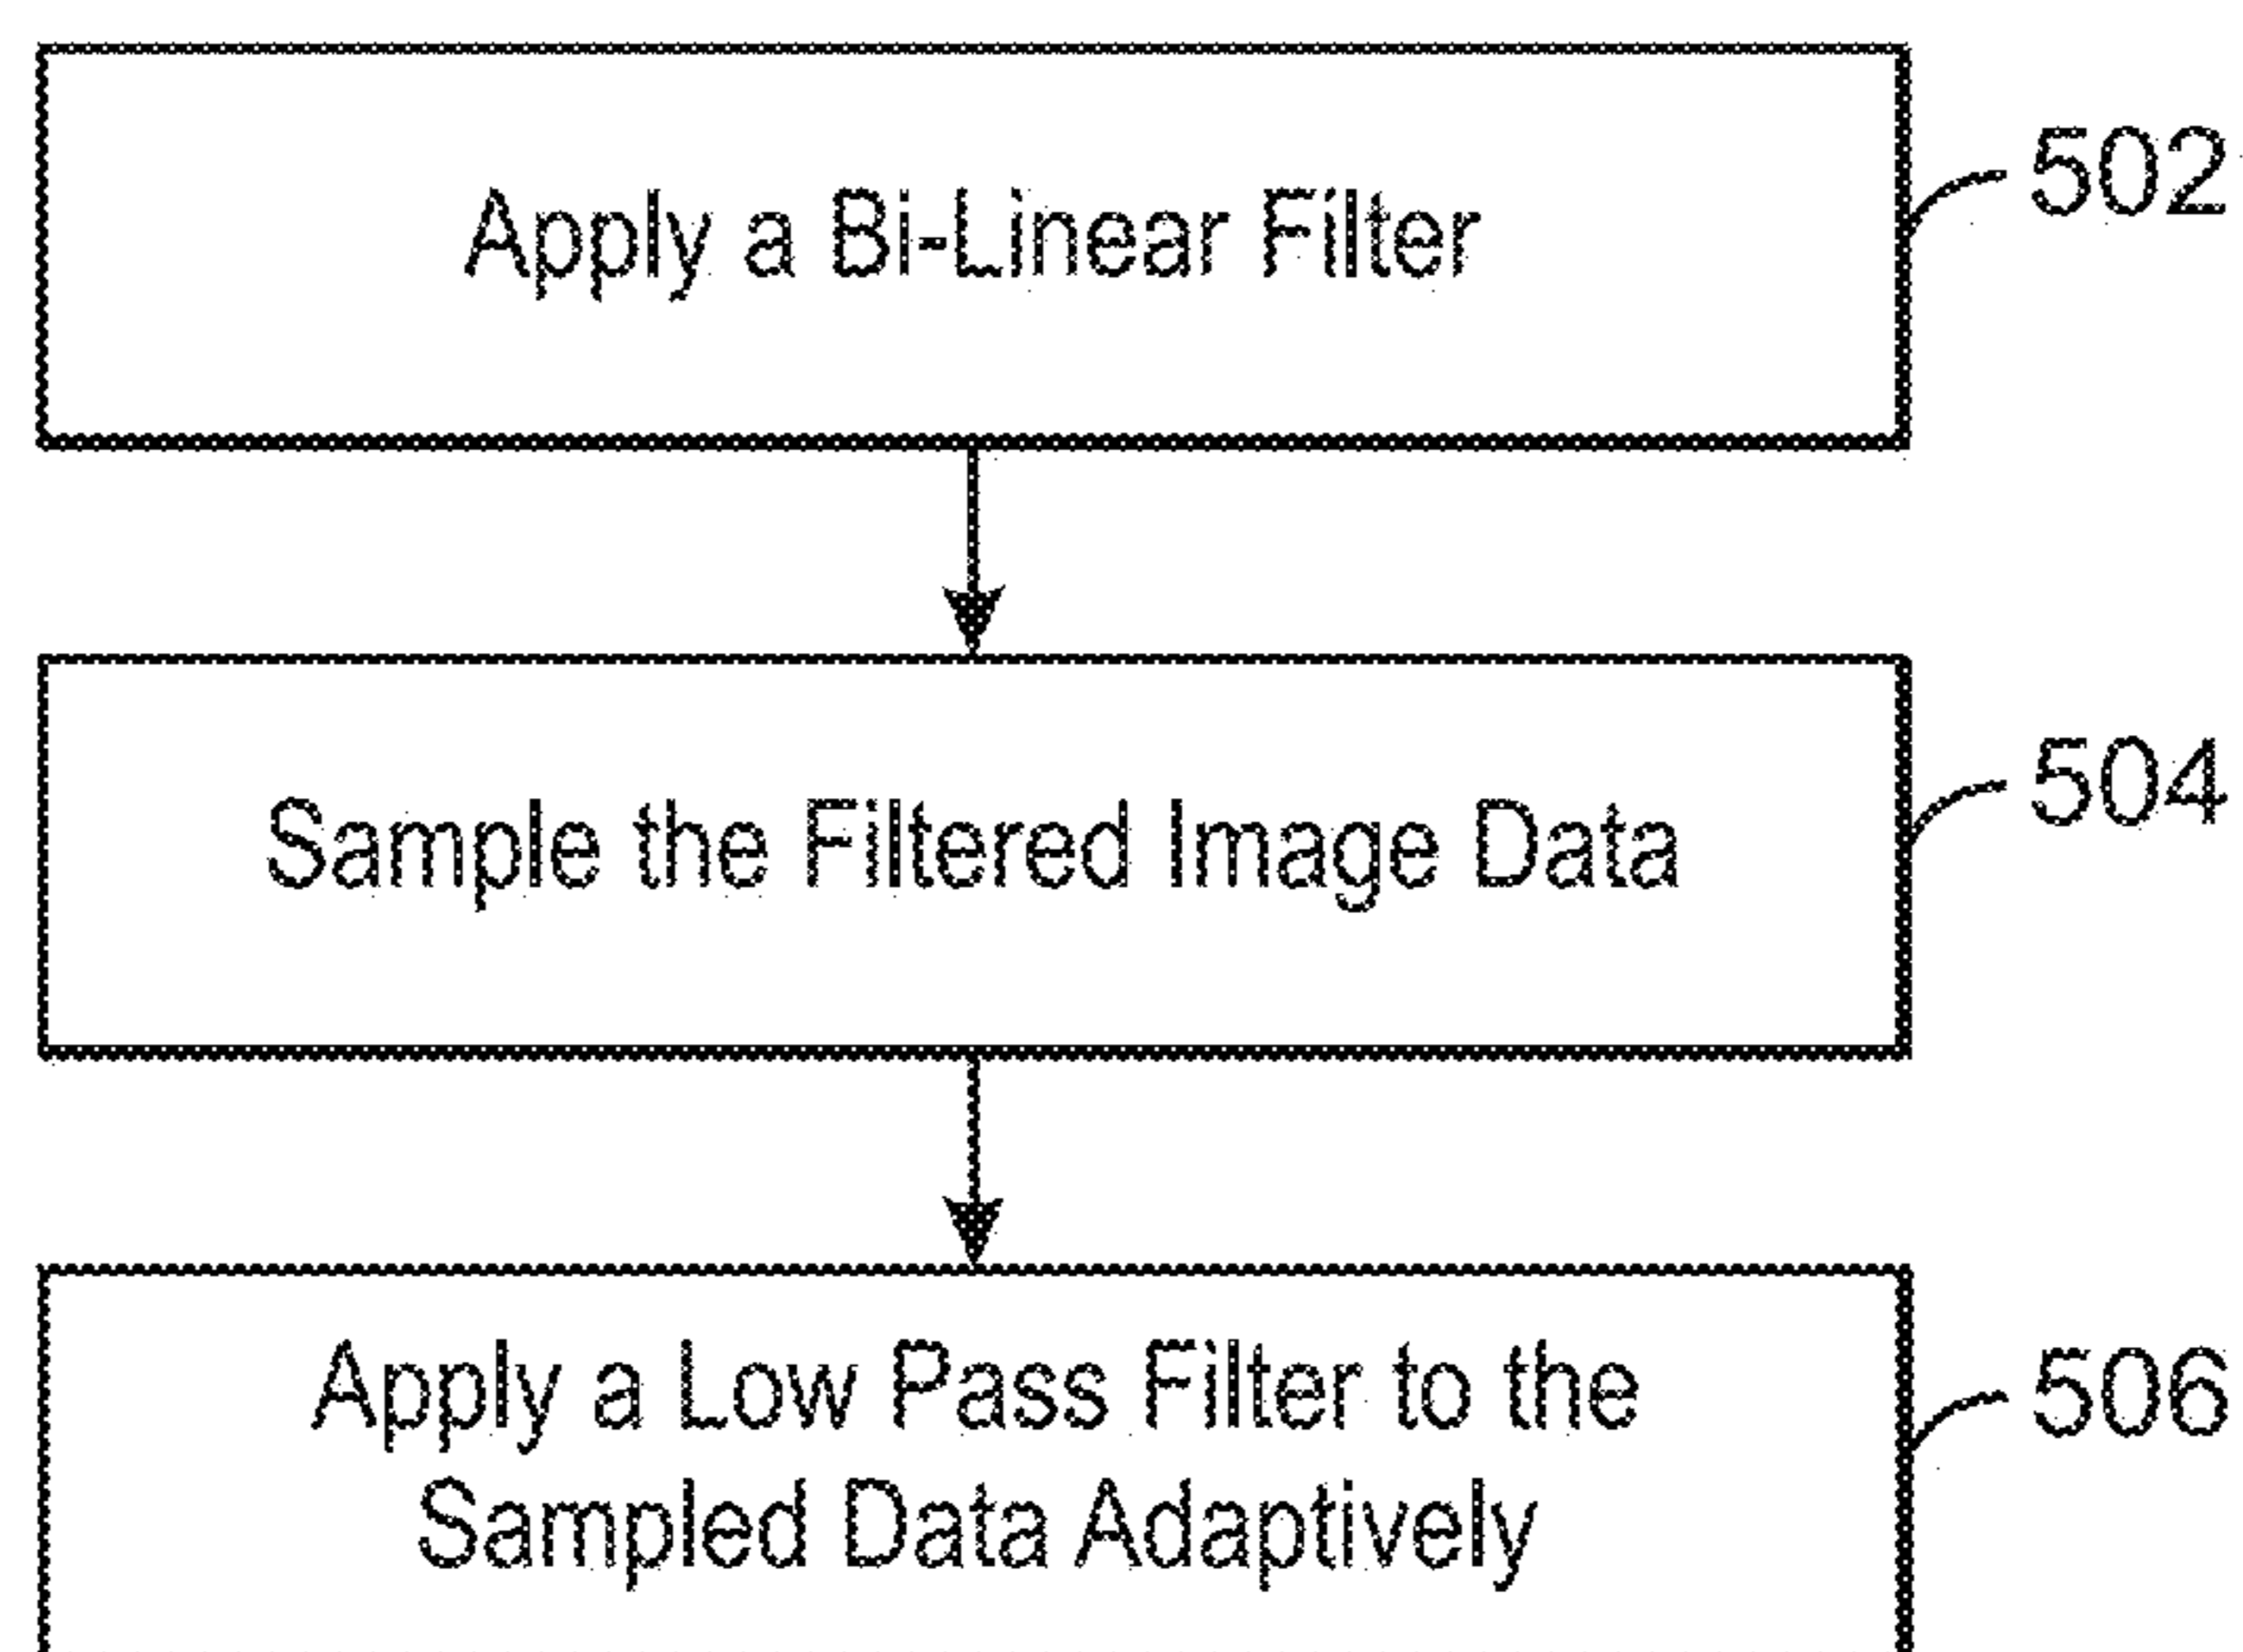 Apply a Bi-Linear Filter
502
Sample the Filtered Image Data
504
Apply a Low Pass Filter to the
Sampled Data Adaptively
506